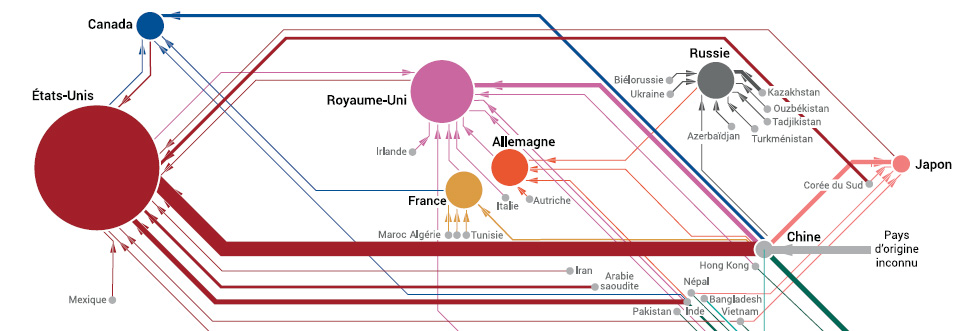 Canada
États-Unis
Royaume-Uni
Russie
Biélorussie
Ukraine
Kazakhstan
Ouzbékistan
Tadjikistan
Azerbaïdjan
Turkménistan
Irlande
Allemagne
Japon
Corée du Sud
France
Italie
Autriche
Maroc Algérie
Tunisie
Chine
Pays
d'origine
inconnu
Hong Kong
Iran
Arabie
saoudite
Népal
Mexique
Bangladesh
Pakistan
Inde
Vietnam